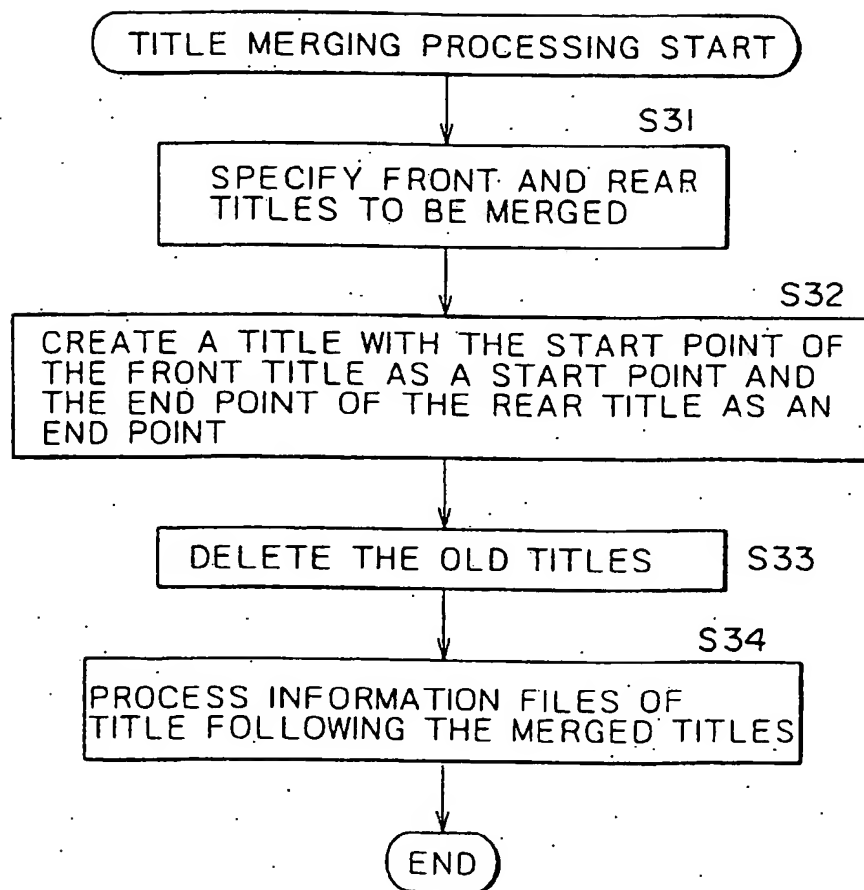 TITLE MERGING PROCESSING START
S31
SPECIFY FRONT AND REAR
TITLES TO BE MERGED
S32
CREATE A TITLE WITH THE START POINT OF
THE FRONT TITLE AS A START POINT AND
THE END POINT OF THE REAR TITLE AS AN
END POINT
DELETE THE OLD TITLES
S33
S34
PROCESS INFORMATION FILES OF
TITLE FOLLOWING THE MERGED TITLES
END